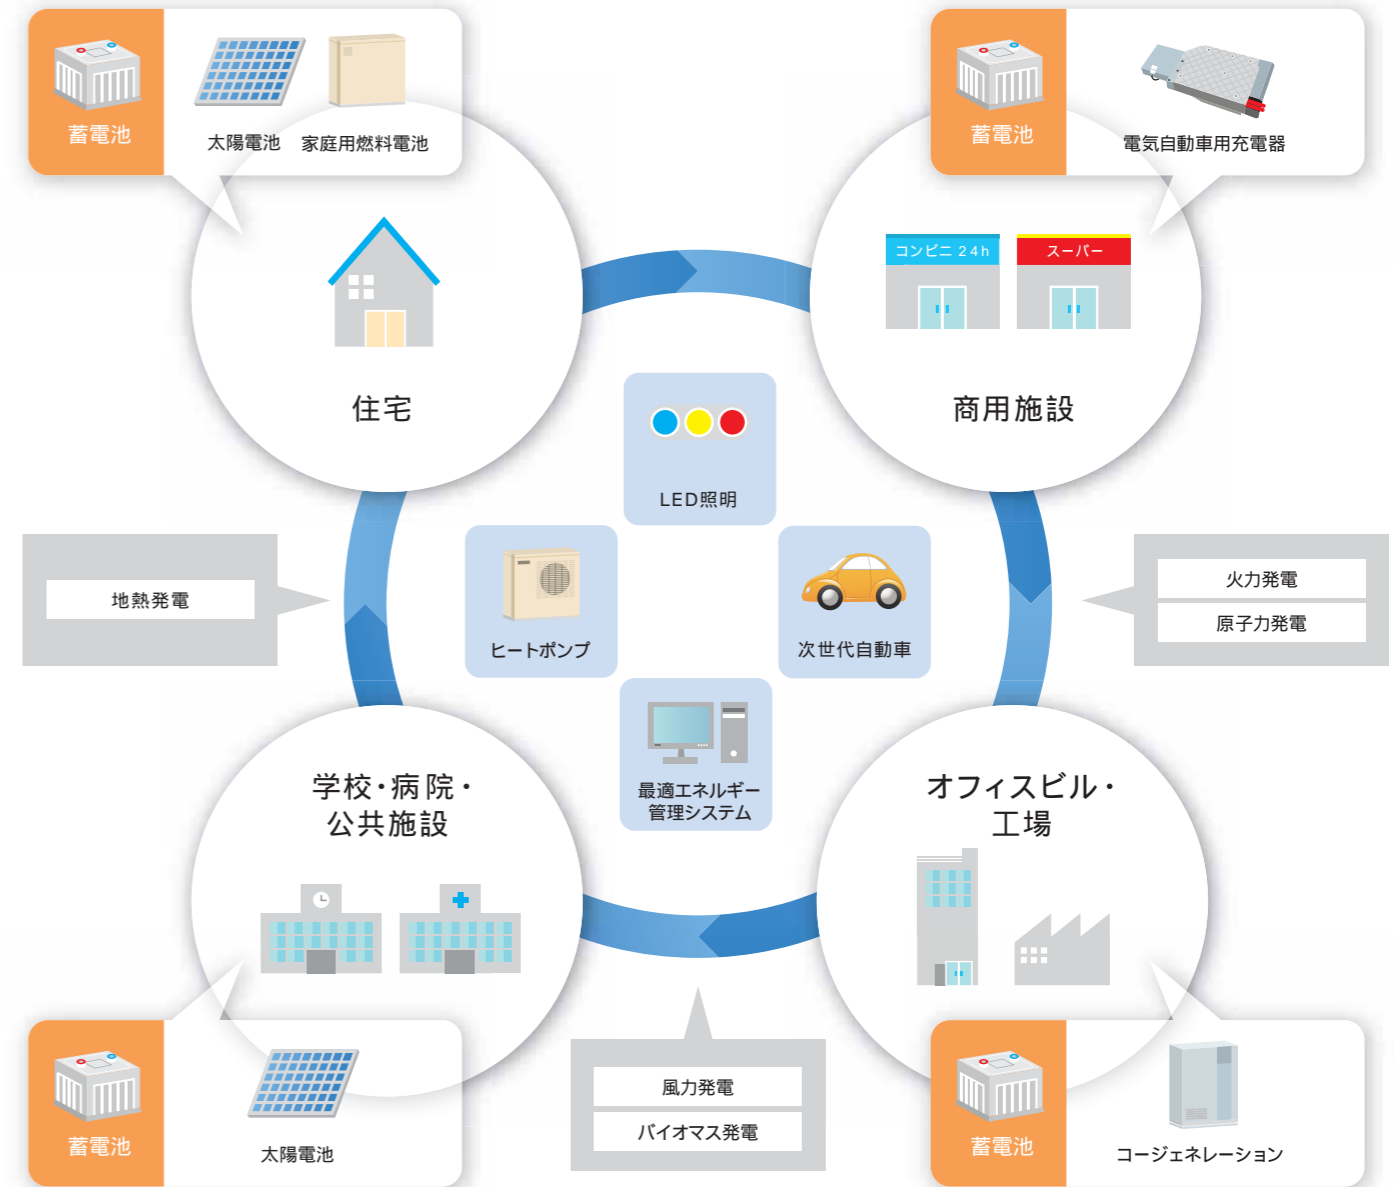 蓄電池
太陽電池
家庭用燃料電池
蓄電池
電気自動車用充電器
コンビニ 24h
スーパー
住宅
商用施設
LED照明
地熱発電
ヒートポンプ
次世代自動車
火力発電
原子力発電
最適エネルギー
管理システム
学校・病院・
公共施設
オフィスビル・
工場
風力発電
バイオマス発電
蓄電池
太陽電池
蓄電池
コージェネレーション